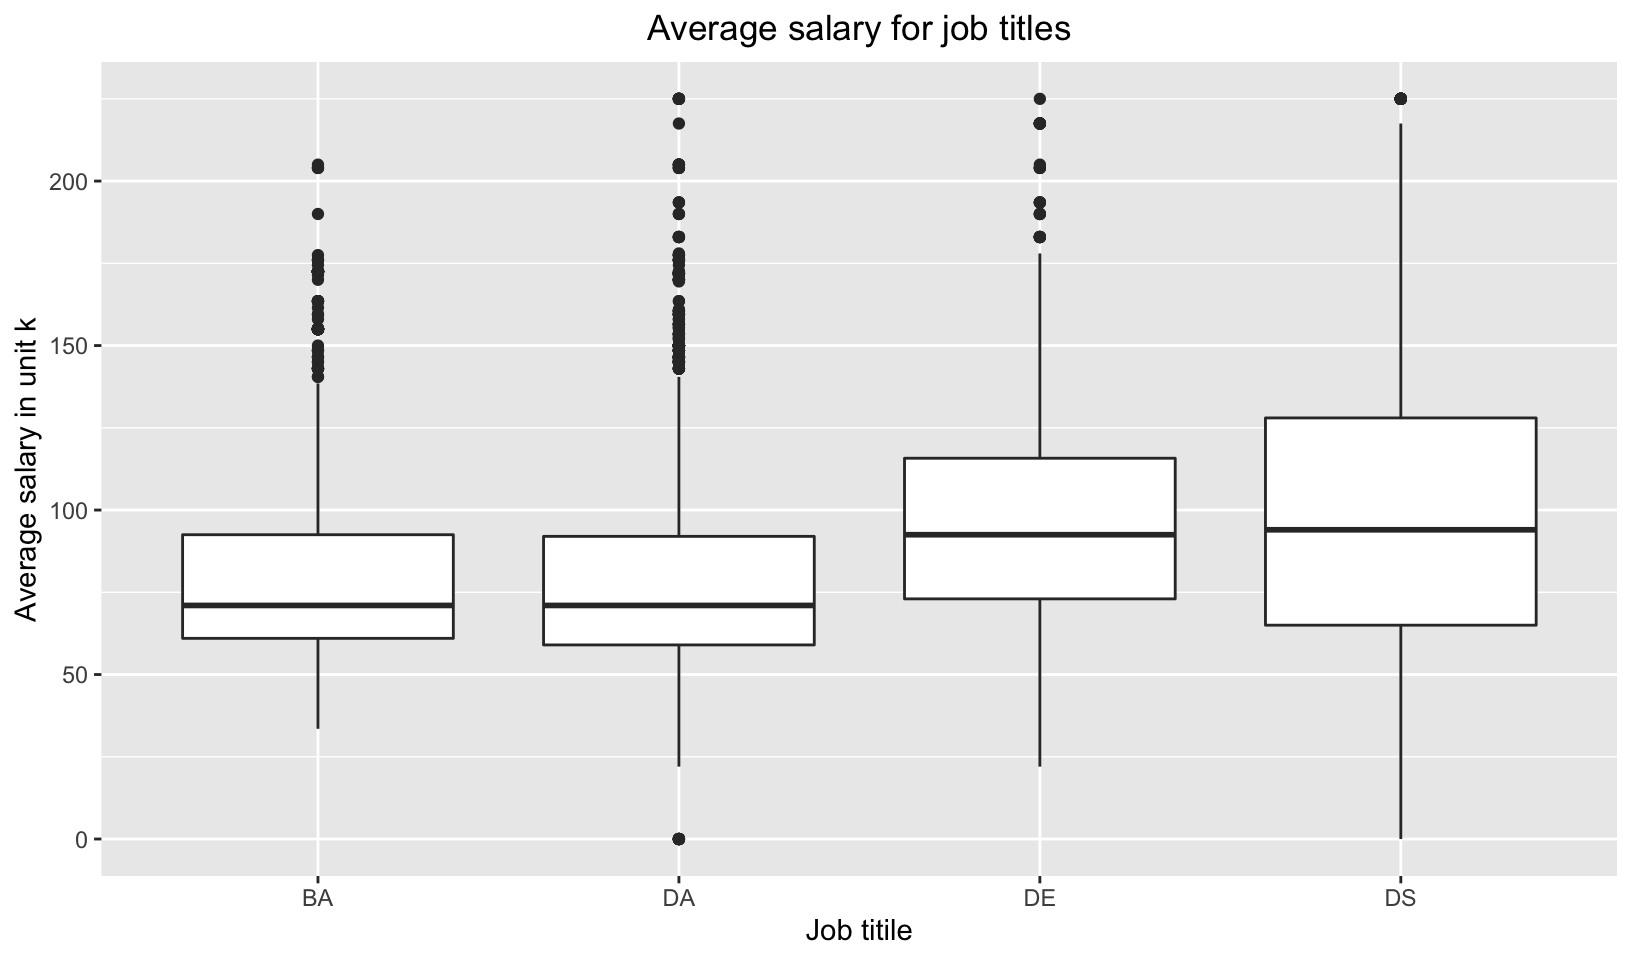 Average salary for job titles
Average salary in unit k
200
150
100
50
0
BA DA DE DS
Job titile